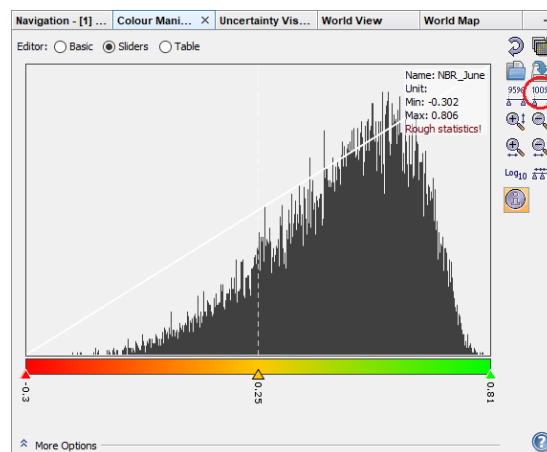 Navigation - [1] ... Colour Mani... × Uncertainty Vis... World View World Map
Editor: Basic Sliders Table
Name: NBR_June
Unit:
Min: -0.302
Max: 0.806
Rough statistics!
95% 100%
Log10
-0.3 0.25 0.81
More Options